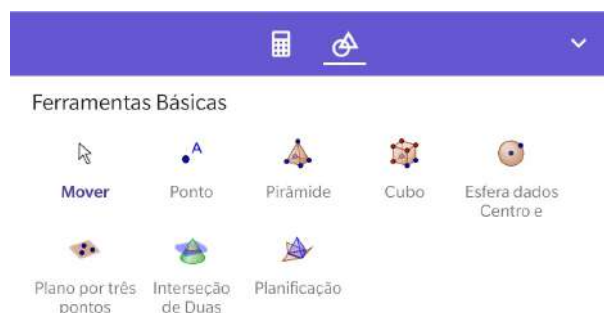 Ferramentas Básicas
A
Mover
Ponto
Pirâmide
Cubo
Esfera dados
Centro e
Plano por três
pontos
Interseção
de Duas
Planificação